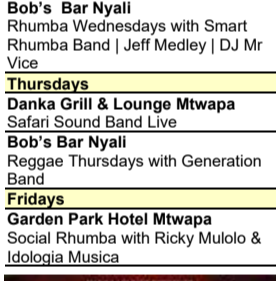 Bob's Bar Nyali
Rhumba Wednesdays with Smart
Rhumba Band | Jeff Medley | DJ Mr
Vice
Thursdays
Danka Grill & Lounge Mtwapa
Safari Sound Band Live
Bob's Bar Nyali
Reggae Thursdays with Generation
Band
Fridays
Garden Park Hotel Mtwapa
Social Rhumba with Ricky Mulolo &
Idologia Musica